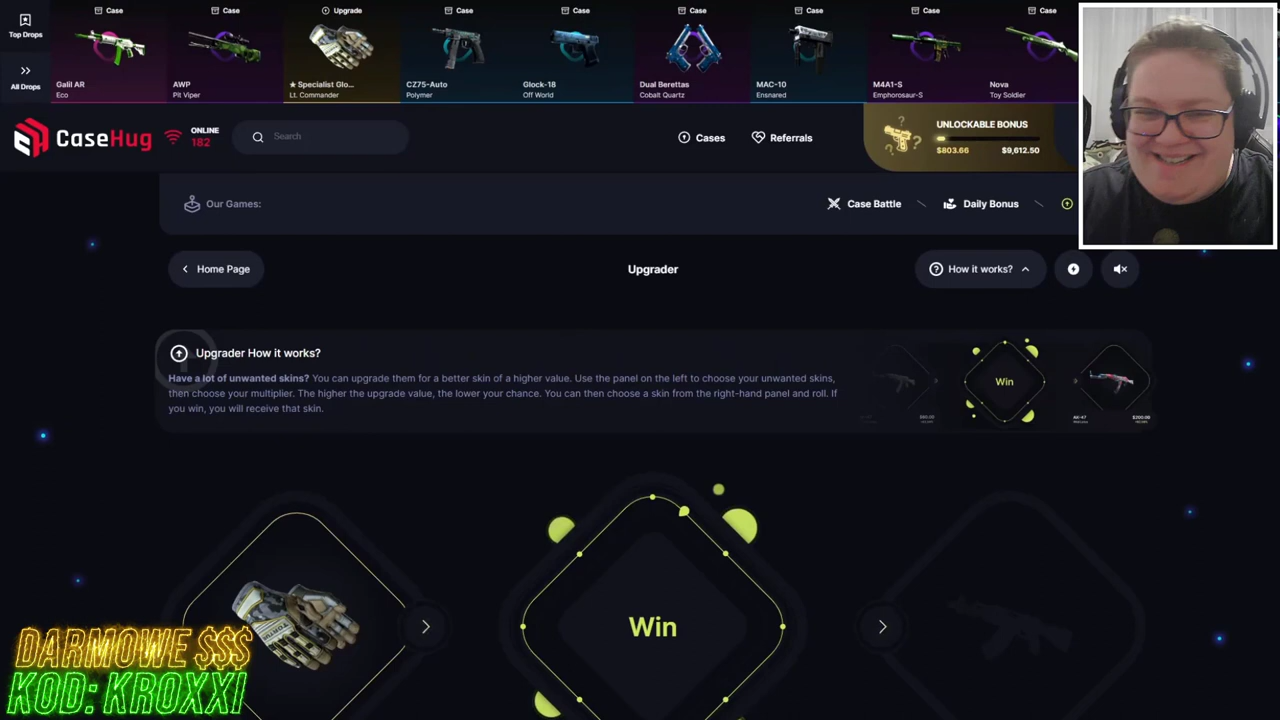 Top Drops
All Drops
Case
Galil AR
Eco
Case
AWP
Pit Viper
Upgrade
★ Specialist Glo...
Lt. Commander
Case
CZ75-Auto
Polymer
Case
Glock-18
Off World
Case
Dual Berettas
Cobalt Quartz
Case
MAC-10
Ensnared
Case
M4A1-S
Emphorosaur-S
Case
Nova
Toy Soldier
CaseHug
ONLINE
182
Search
Cases
Referrals
UNLOCKABLE BONUS
$803.66 $9,612.50
Our Games:
Case Battle
Daily Bonus
Home Page
Upgrader
How it works?
Upgrader How it works?
Have a lot of unwanted skins? You can upgrade them for a better skin of a higher value. Use the panel on the left to choose your unwanted skins,
then choose your multiplier. The higher the upgrade value, the lower your chance. You can then choose a skin from the right-hand panel and roll. If
you win, you will receive that skin.
Win
AK-47
$200.00
Win
DARMOWE $$$
KOD: KROXXI